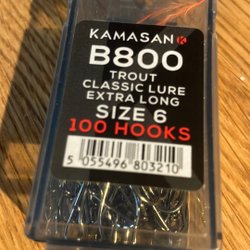 KAMASAN K
B800
TROUT
CLASSIC LURE
EXTRA LONG
SIZE 6
100 HOOKS
5 055496 803210